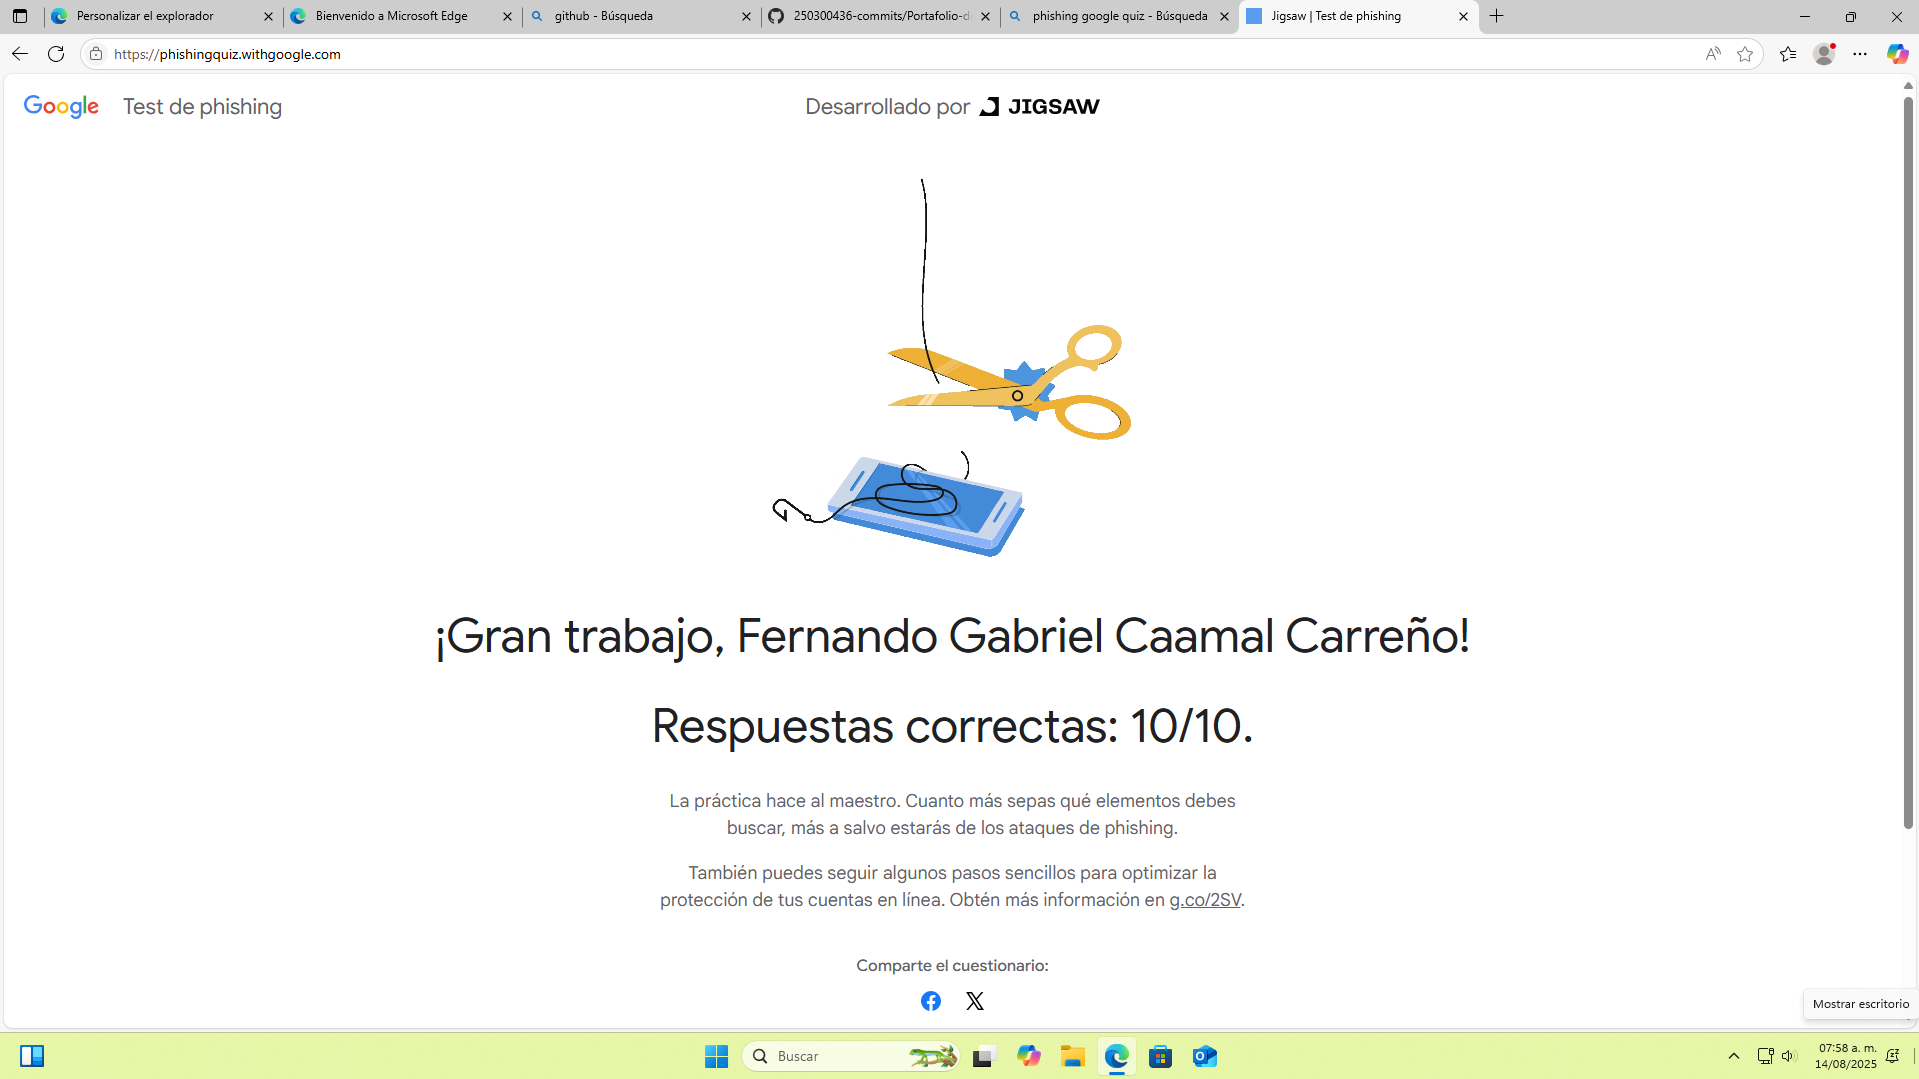 Personalizar el explorador
Bienvenido a Microsoft Edge
github - Búsqueda
250300436-commits/Portafolio-d
phishing google quiz - Búsqueda
Jigsaw | Test de phishing
https://phishingquiz.withgoogle.com
Google Test de phishing
Desarrollado por JIGSAW
¡Gran trabajo, Fernando Gabriel Caamal Carreño!
Respuestas correctas: 10/10.
La práctica hace al maestro. Cuanto más sepas qué elementos debes
buscar, más a salvo estarás de los ataques de phishing.
También puedes seguir algunos pasos sencillos para optimizar la
protección de tus cuentas en línea. Obtén más información en g.co/2SV.
Comparte el cuestionario:
Mostrar escritorio
Buscar
07:58 a. m.
14/08/2025